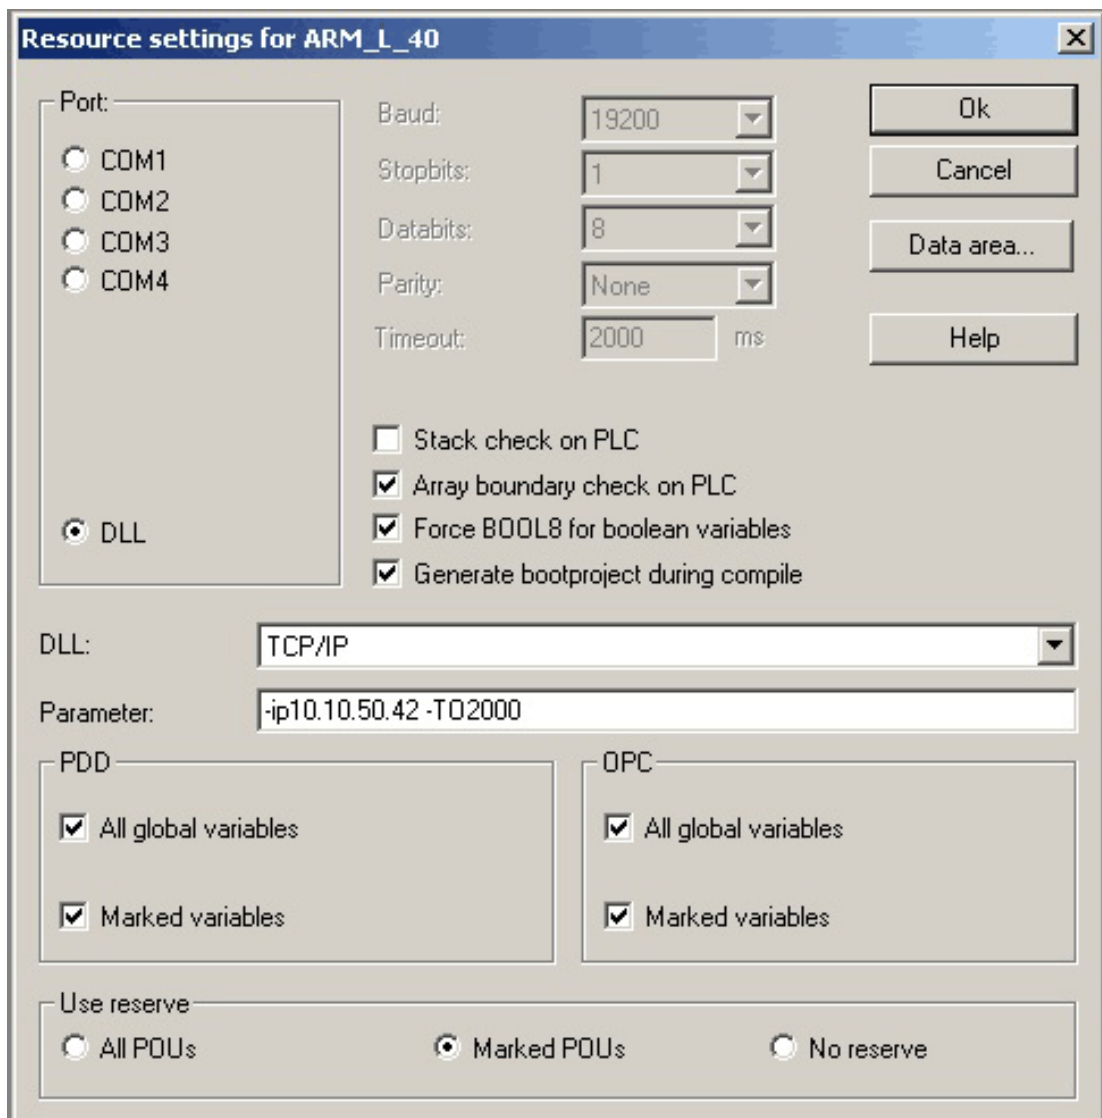 Resource settings for ARM_L_40
Port:
COM1
COM2
COM3
COM4
DLL
Baud: 19200
Stopbits: 1
Databits: 8
Parity: None
Timeout: 2000 ms
Ok
Cancel
Data area...
Help
Stack check on PLC
Array boundary check on PLC
Force BOOL8 for boolean variables
Generate bootproject during compile
DLL: TCP/IP
Parameter: -ip10.10.50.42 -TO2000
PDD
All global variables
Marked variables
OPC
All global variables
Marked variables
Use reserve
All POUs Marked POUs No reserve